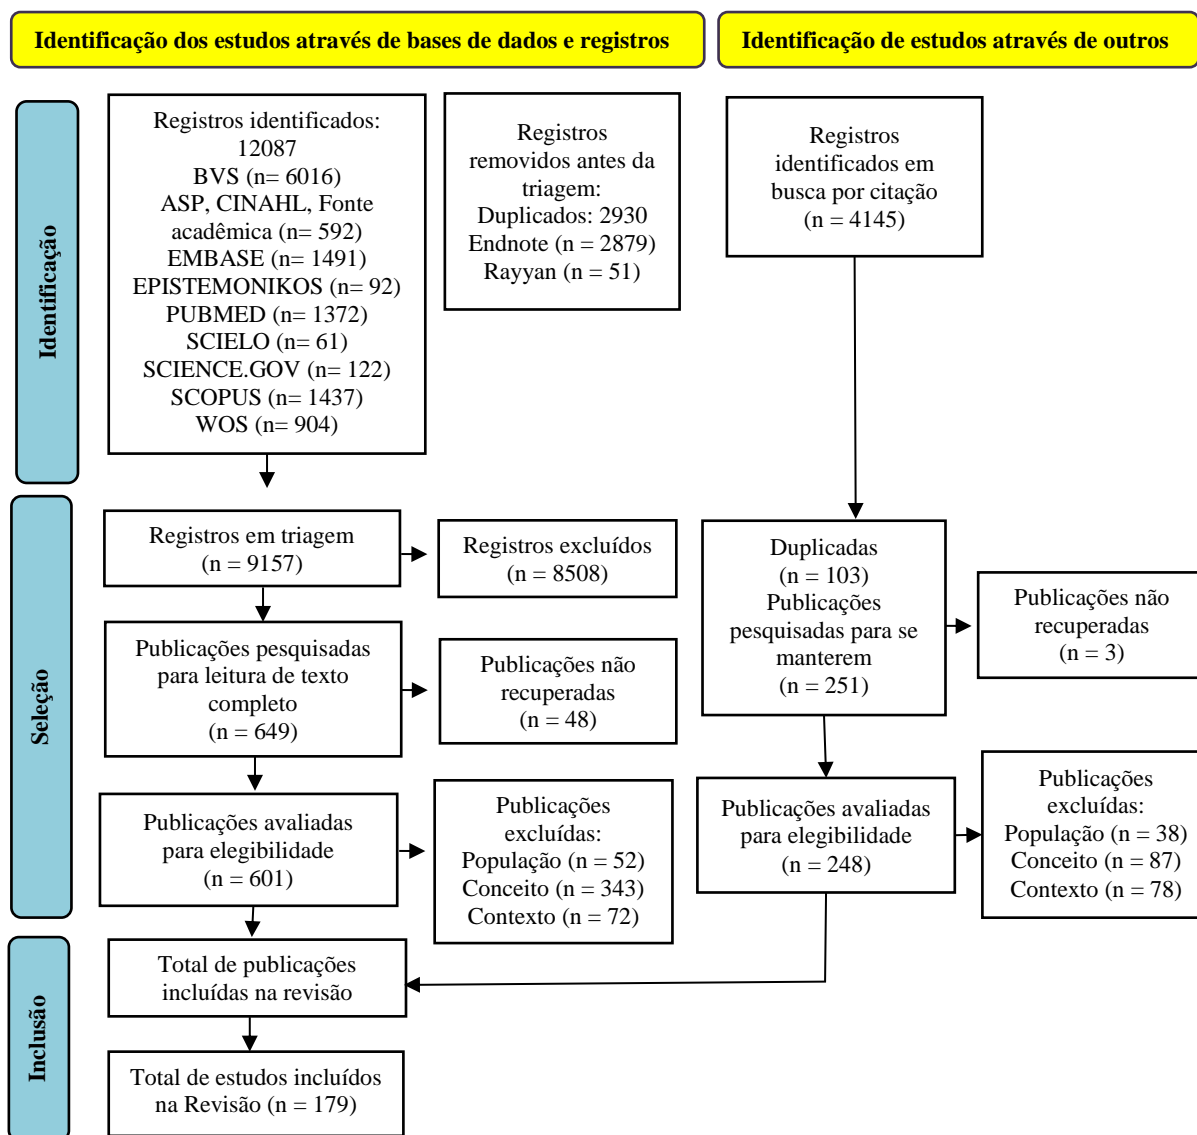 Identificação dos estudos através de bases de dados e registros
Identificação de estudos através de outros
Identificação
Registros identificados:
12087
BVS (n= 6016)
ASP, CINAHL, Fonte
acadêmica (n= 592)
EMBASE (n= 1491)
EPISTEMONIKOS (n= 92)
PUBMED (n= 1372)
SCIELO (n= 61)
SCIENCE.GOV (n= 122)
SCOPUS (n= 1437)
WOS (n= 904)
Registros
removidos antes da
triagem:
Duplicados: 2930
Endnote (n = 2879)
Rayyan (n = 51)
Registros
identificados em
busca por citação
(n = 4145)
Seleção
Registros em triagem
(n = 9157)
Registros excluídos
(n = 8508)
Duplicadas
(n = 103)
Publicações
pesquisadas para se
manterem
(n = 251)
Publicações não
recuperadas
(n = 3)
Publicações pesquisadas
para leitura de texto
completo
(n = 649)
Publicações não
recuperadas
(n = 48)
Publicações avaliadas
para elegibilidade
(n = 601)
Publicações
excluídas:
População (n = 52)
Conceito (n = 343)
Contexto (n = 72)
Publicações avaliadas
para elegibilidade
(n = 248)
Publicações
excluídas:
População (n = 38)
Conceito (n = 87)
Contexto (n = 78)
Inclusão
Total de publicações
incluídas na revisão
Total de estudos incluídos
na Revisão (n = 179)